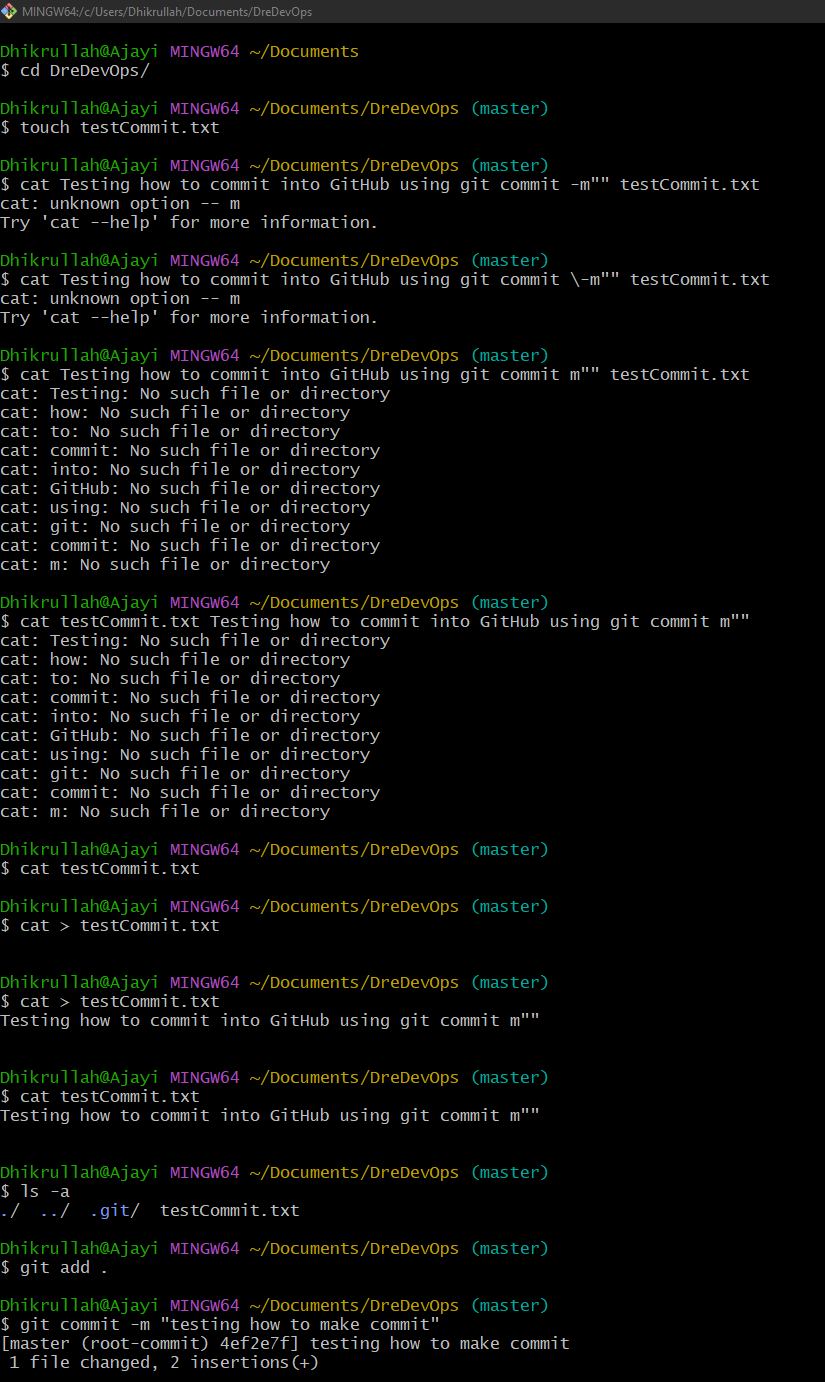 MINGW64:/c/Users/Dhikrullah/Documents/DreDevOps
Dhikrullah@Ajayi MINGW64 ~/Documents
$ cd DreDevOps/
Dhikrullah@Ajayi MINGW64 ~/Documents/DreDevOps (master)
$ touch testCommit.txt
Dhikrullah@Ajayi MINGW64 ~/Documents/DreDevOps (master)
$ cat Testing how to commit into GitHub using git commit -m"" testCommit.txt
cat: unknown option -- m
Try 'cat --help' for more information.
Dhikrullah@Ajayi MINGW64 ~/Documents/DreDevOps (master)
$ cat Testing how to commit into GitHub using git commit \-m"" testCommit.txt
cat: unknown option -- m
Try 'cat --help' for more information.
Dhikrullah@Ajayi MINGW64 ~/Documents/DreDevOps (master)
$ cat Testing how to commit into GitHub using git commit m"" testCommit.txt
cat: Testing: No such file or directory
cat: how: No such file or directory
cat: to: No such file or directory
cat: commit: No such file or directory
cat: into: No such file or directory
cat: GitHub: No such file or directory
cat: using: No such file or directory
cat: git: No such file or directory
cat: commit: No such file or directory
cat: m: No such file or directory
Dhikrullah@Ajayi MINGW64 ~/Documents/DreDevOps (master)
$ cat testCommit.txt Testing how to commit into GitHub using git commit m""
cat: Testing: No such file or directory
cat: how: No such file or directory
cat: to: No such file or directory
cat: commit: No such file or directory
cat: into: No such file or directory
cat: GitHub: No such file or directory
cat: using: No such file or directory
cat: git: No such file or directory
cat: commit: No such file or directory
cat: m: No such file or directory
Dhikrullah@Ajayi MINGW64 ~/Documents/DreDevOps (master)
$ cat testCommit.txt
Dhikrullah@Ajayi MINGW64 ~/Documents/DreDevOps (master)
$ cat > testCommit.txt
Dhikrullah@Ajayi MINGW64 ~/Documents/DreDevOps (master)
$ cat > testCommit.txt
Testing how to commit into GitHub using git commit m""
Dhikrullah@Ajayi MINGW64 ~/Documents/DreDevOps (master)
$ cat testCommit.txt
Testing how to commit into GitHub using git commit m""
Dhikrullah@Ajayi MINGW64 ~/Documents/DreDevOps (master)
$ ls -a
./ ../ .git/ testCommit.txt
Dhikrullah@Ajayi MINGW64 ~/Documents/DreDevOps (master)
$ git add .
Dhikrullah@Ajayi MINGW64 ~/Documents/DreDevOps (master)
$ git commit -m "testing how to make commit"
[master (root-commit) 4ef2e7f] testing how to make commit
1 file changed, 2 insertions(+)